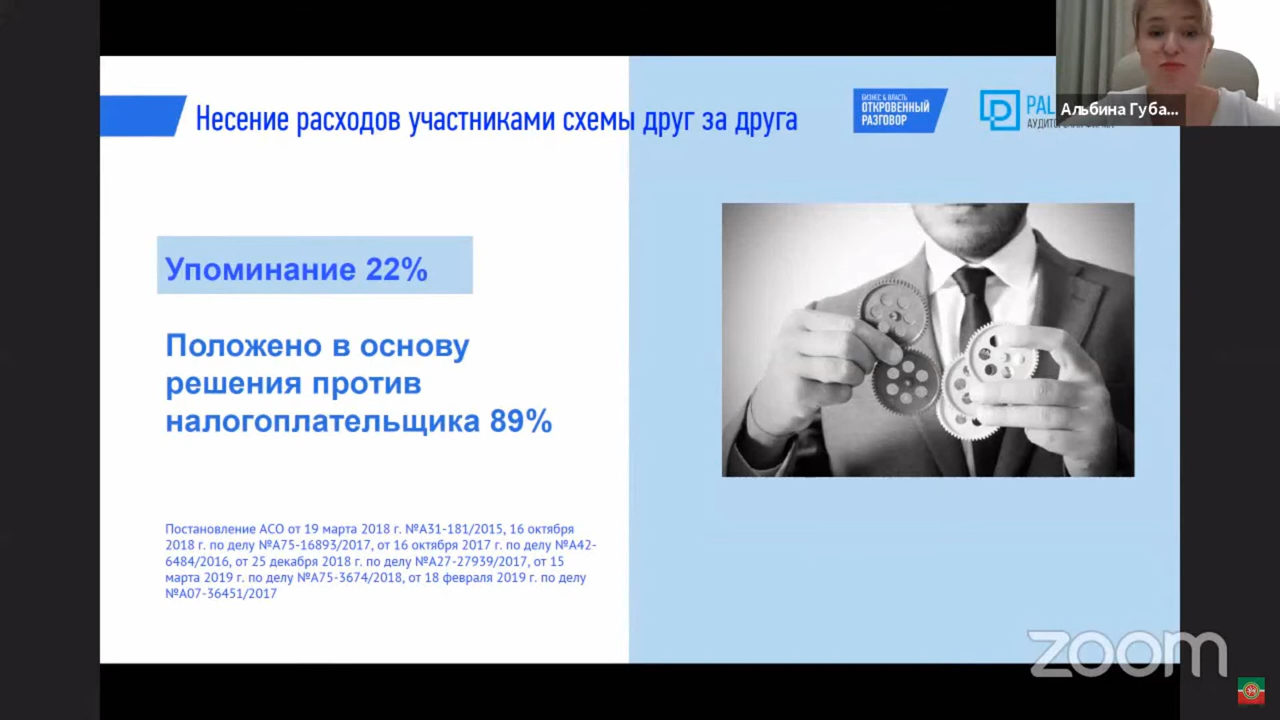 Несение расходов участниками схемы друг за друга
БИЗНЕС & ВЛАСТЬ
ОТКРОВЕННЫЙ
РАЗГОВОР
PAL
Альбина Губа...
Упоминание 22%
Положено в основу
решения против
налогоплательщика 89%
Постановление АСО от 19 марта 2018 г. №А31-181/2015, 16 октября
2018 г. по делу №А75-16893/2017, от 16 октября 2017 г. по делу №А42-
6484/2016, от 25 декабря 2018 г. по делу №А27-27939/2017, от 15
марта 2019 г. по делу №А75-3674/2018, от 18 февраля 2019 г. по делу
№А07-36451/2017
zoom